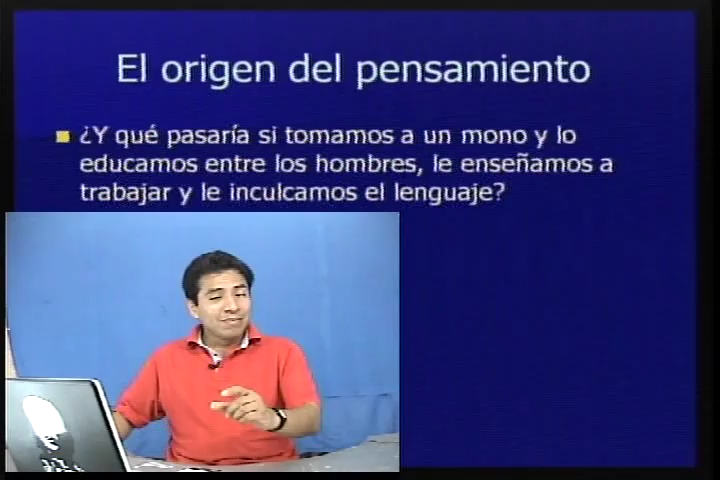 El origen del pensamiento
¿Y qué pasaría si tomamos a un mono y lo
educamos entre los hombres, le enseñamos a
trabajar y le inculcamos el lenguaje?